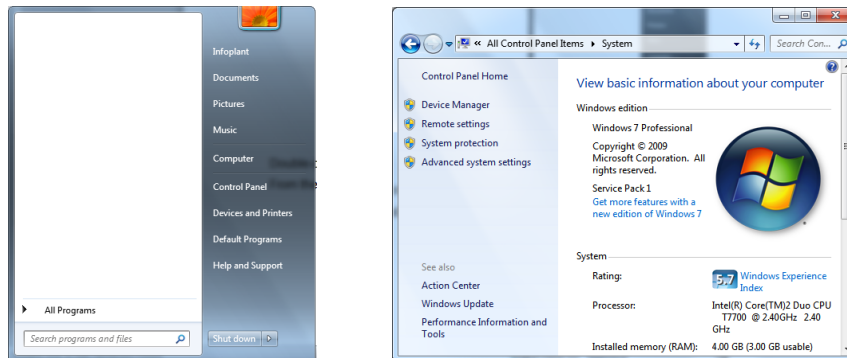 Infoplant
Documents
Pictures
Music
Computer
Control Panel
Devices and Printers
Default Programs
Help and Support
All Programs
Search programs and files
Shut down
« All Control Panel Items ▸ System
Search Con...
Control Panel Home
Device Manager
Remote settings
System protection
Advanced system settings
See also
Action Center
Windows Update
Performance Information and
Tools
View basic information about your computer
Windows edition
Windows 7 Professional
Copyright © 2009
Microsoft Corporation. All
rights reserved.
Service Pack 1
Get more features with a
new edition of Windows 7
System
Rating:
5.7 Windows Experience
Index
Processor:
Intel(R) Core(TM)2 Duo CPU
T7700 @ 2.40GHz 2.40
GHz
Installed memory (RAM):
4.00 GB (3.00 GB usable)